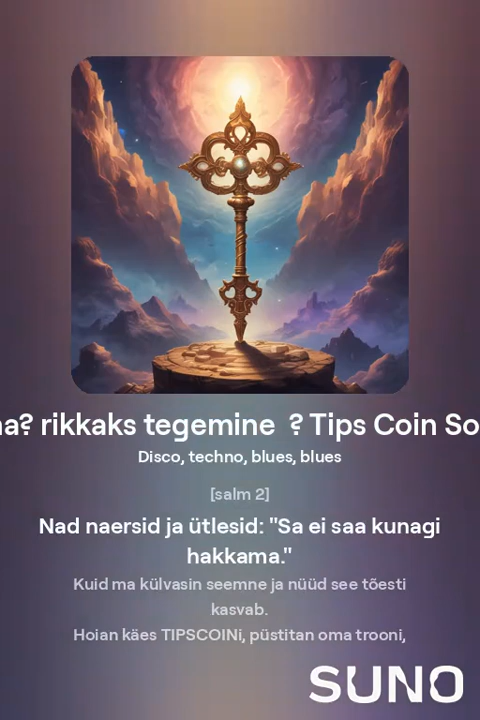 na? rikkaks tegemine ? Tips Coin So
Disco, techno, blues, blues
[salm 2]
Nad naersid ja ütlesid: "Sa ei saa kunagi
hakkama."
Kuid ma külvasin seemne ja nüüd see tõesti
kasvab.
Hoian käes TIPSCOINi, püstitan oma trooni,
SUNO